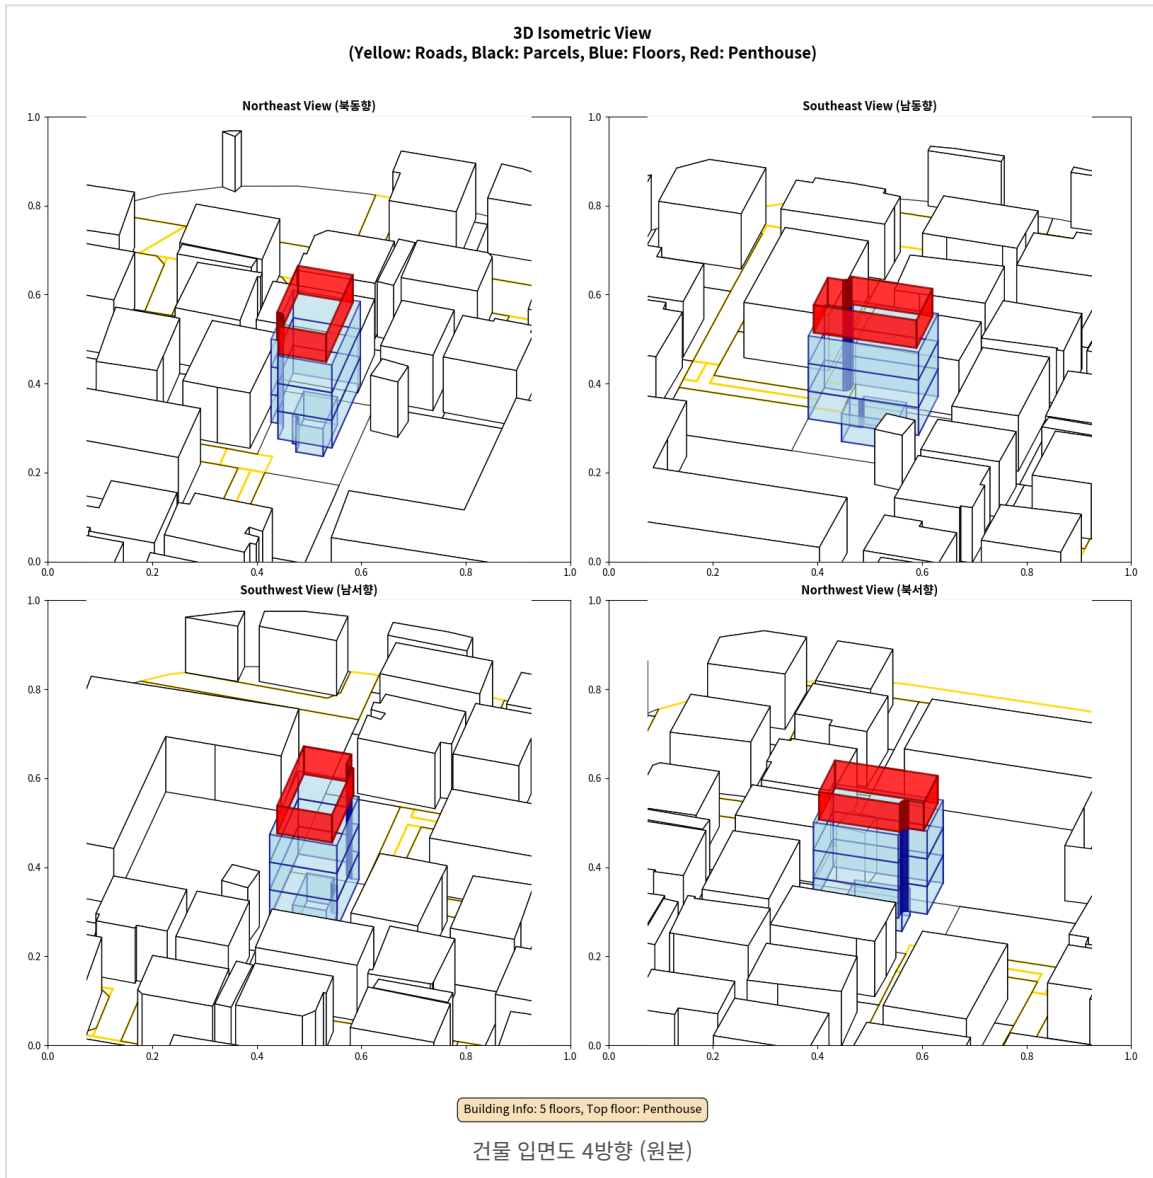 3D Isometric View
(Yellow: Roads, Black: Parcels, Blue: Floors, Red: Penthouse)
Northeast View (북동향)
1.0
0.8
0.6
0.4
0.2
0.0
0.0 0.2 0.4 0.6 0.8 1.0
Southeast View (남동향)
1.0
0.8
0.6
0.4
0.2
0.0
0.0 0.2 0.4 0.6 0.8 1.0
Southwest View (남서향)
1.0
0.8
0.6
0.4
0.2
0.0
0.0 0.2 0.4 0.6 0.8 1.0
Northwest View (북서향)
1.0
0.8
0.6
0.4
0.2
0.0
0.0 0.2 0.4 0.6 0.8 1.0
Building Info: 5 floors, Top floor: Penthouse
건물 입면도 4방향 (원본)